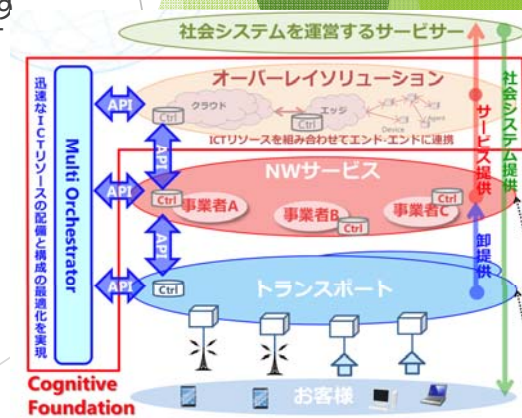 社会システムを運営するサービサー
オーバーレイソリューション
クラウド
エッジ
Ctrl
Ctrl
Device
Agent
ICTリソースを組み合わせてエンド-エンドに連携
API
API
NWサービス
Ctrl
事業者A
事業者B
Ctrl
事業者C
Ctrl
API
API
トランスポート
Ctrl
API
お客様
Multi Orchestrator
迅速なICTリソースの配備と構成の最適化を実現
Cognitive
Foundation
サービス提供
卸提供
社会システム提供